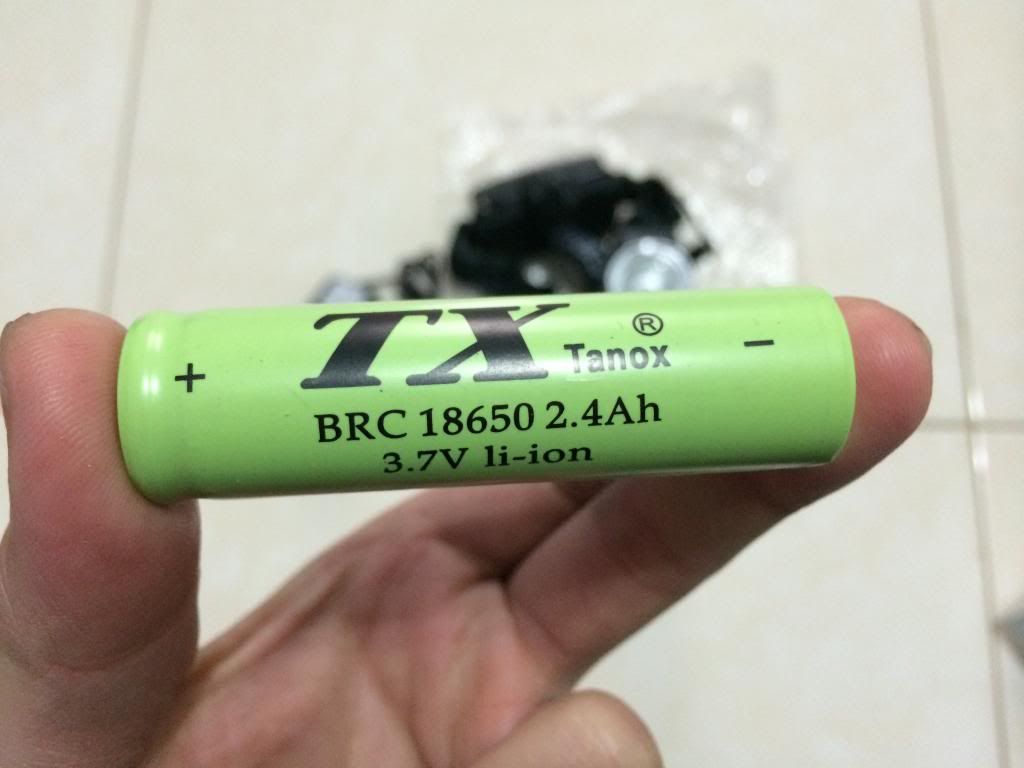 + TX ® Tanox −
BRC 18650 2.4Ah
3.7V li-ion